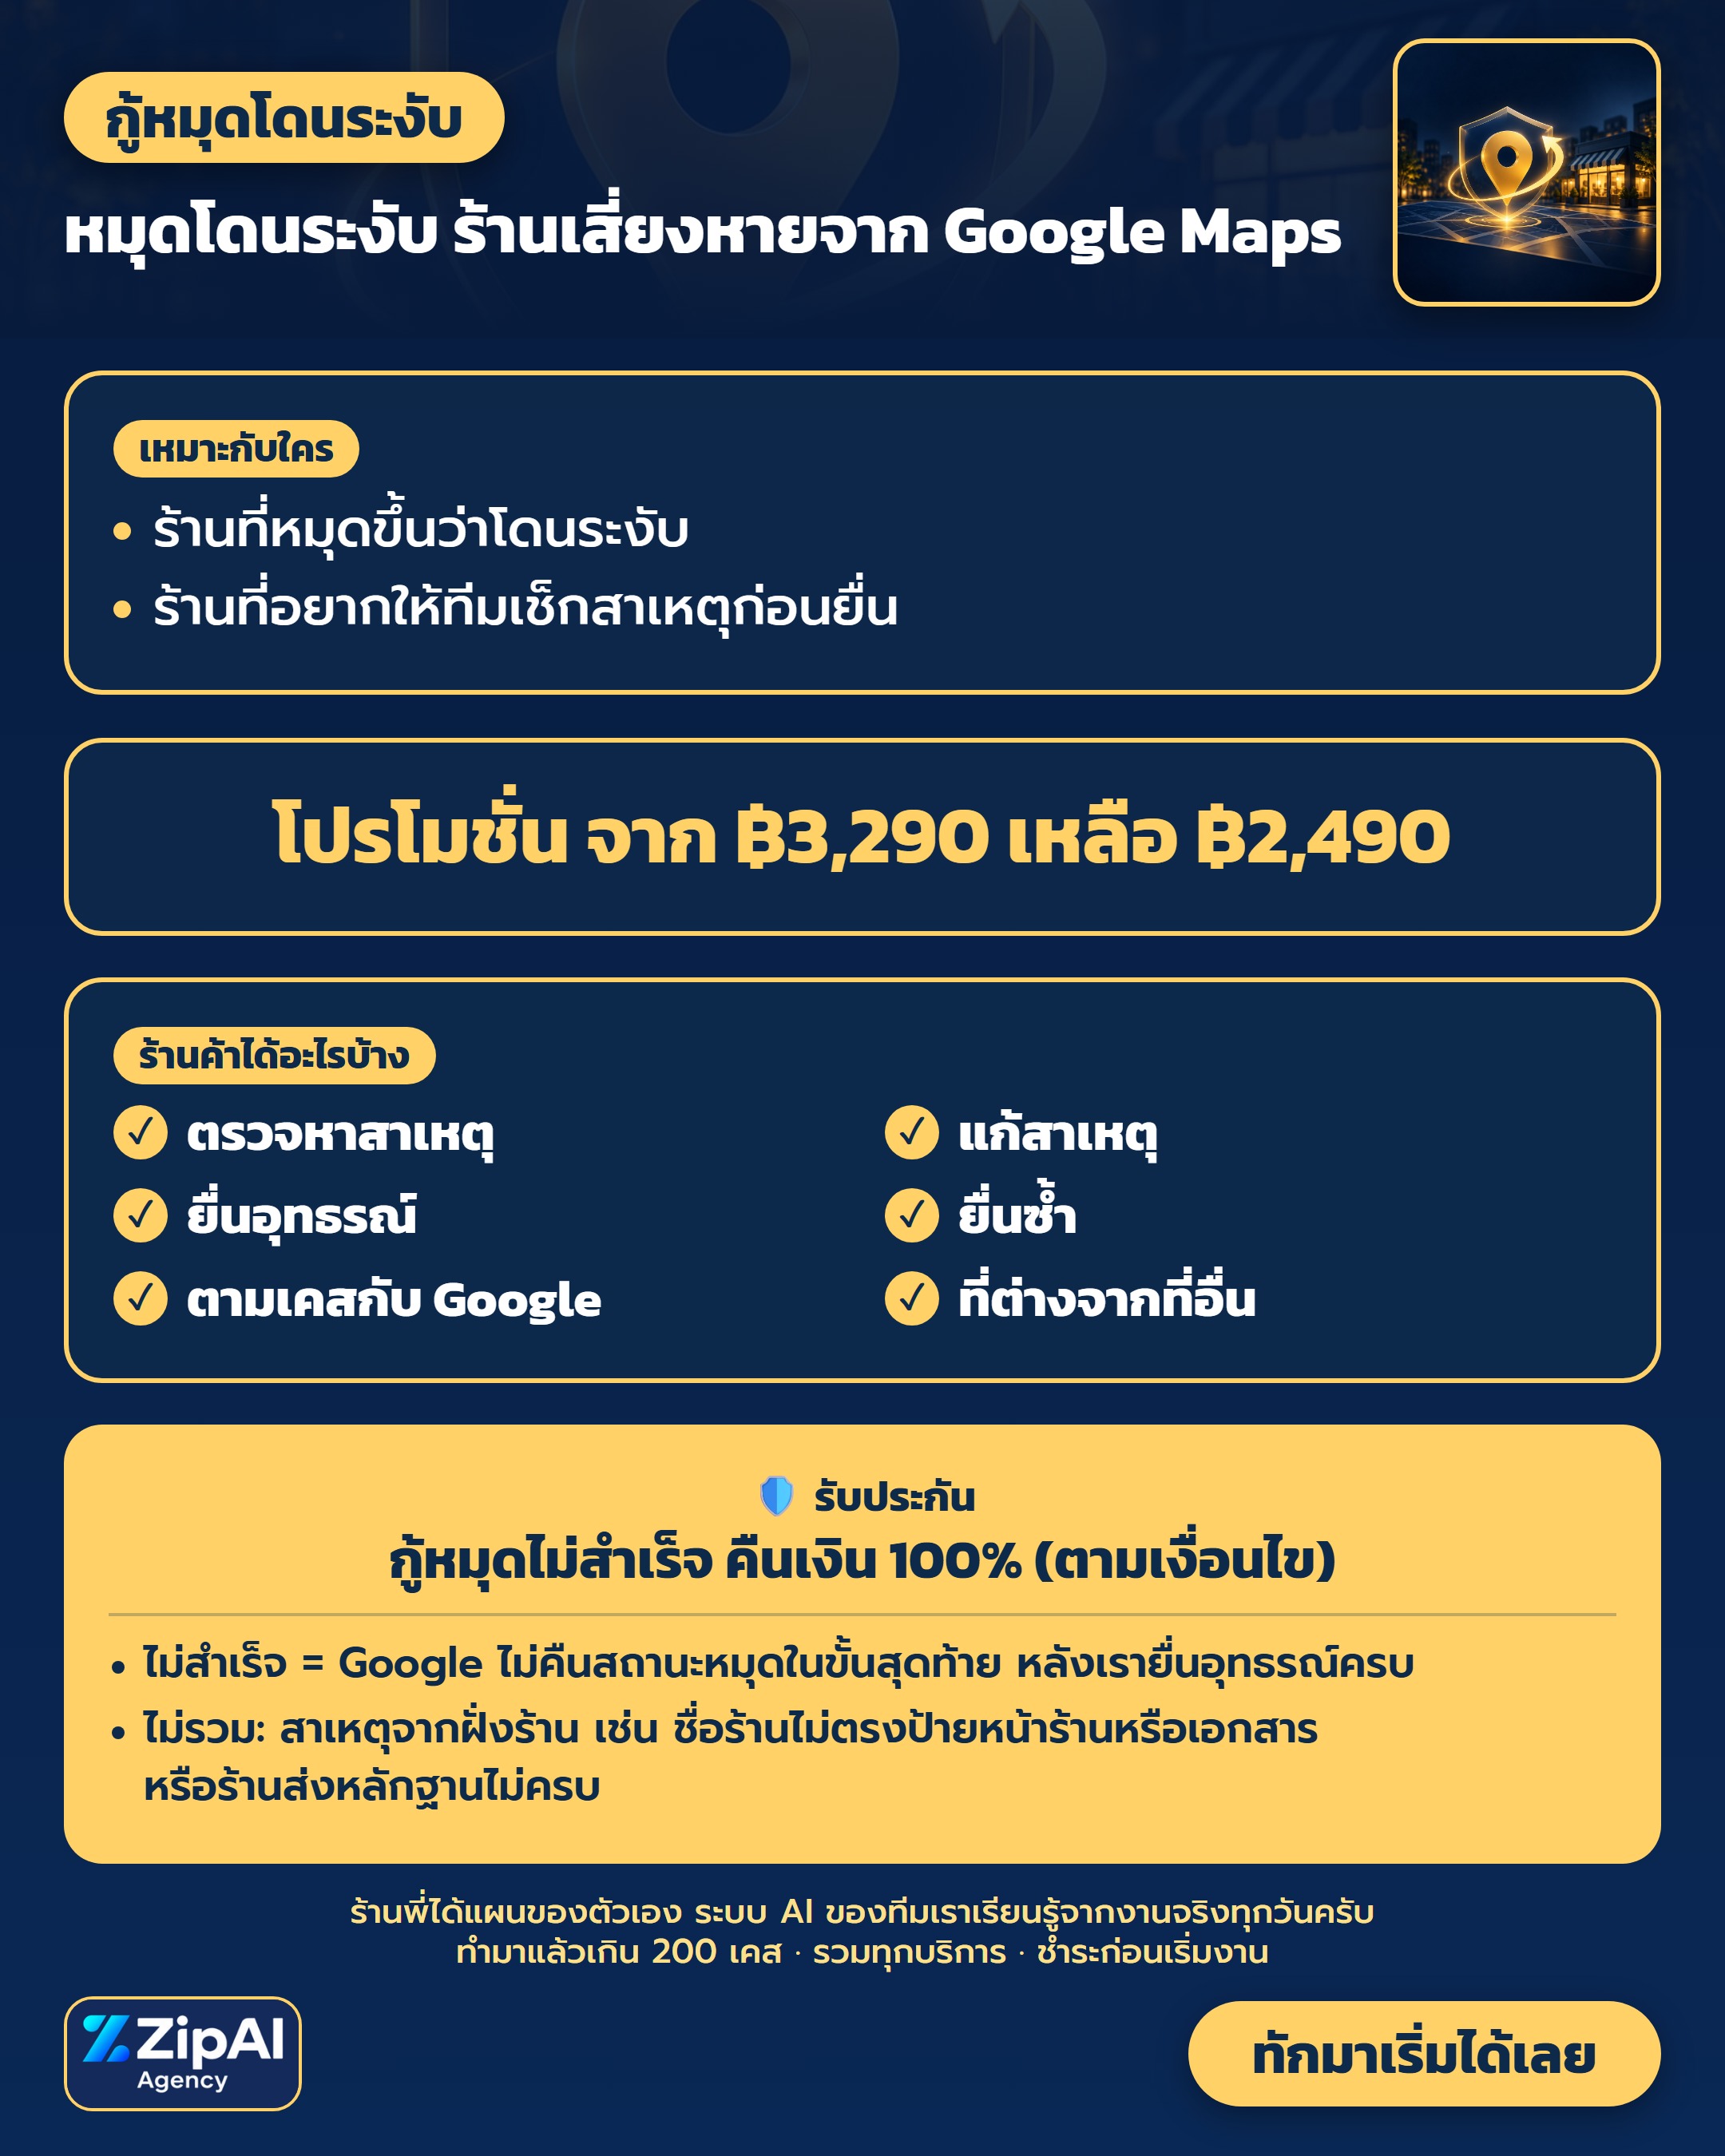 กู้หมุดโดนระงับ
หมุดโดนระงับ ร้านเสี่ยงหายจาก Google Maps
เหมาะกับใคร
• ร้านที่หมุดขึ้นว่าโดนระงับ
• ร้านที่อยากให้ทีมเช็กสาเหตุก่อนยื่น
โปรโมชั่น จาก ฿3,290 เหลือ ฿2,490
ร้านค้าได้อะไรบ้าง
✓ ตรวจหาสาเหตุ
✓ แก้สาเหตุ
✓ ยื่นอุทธรณ์
✓ ยื่นซ้ำ
✓ ตามเคสกับ Google
✓ ที่ต่างจากที่อื่น
รับประกัน
กู้หมุดไม่สำเร็จ คืนเงิน 100% (ตามเงื่อนไข)
• ไม่สำเร็จ = Google ไม่คืนสถานะหมุดในขั้นสุดท้าย หลังเรายื่นอุทธรณ์ครบ
• ไม่รวม: สาเหตุจากฝั่งร้าน เช่น ชื่อร้านไม่ตรงป้ายหน้าร้านหรือเอกสาร
หรือร้านส่งหลักฐานไม่ครบ
ร้านพี่ได้แผนของตัวเอง ระบบ AI ของทีมเราเรียนรู้จากงานจริงทุกวันครับ
ทำมาแล้วเกิน 200 เคส · รวมทุกบริการ · ชำระก่อนเริ่มงาน
ZipAI
Agency
ทักมาเริ่มได้เลย